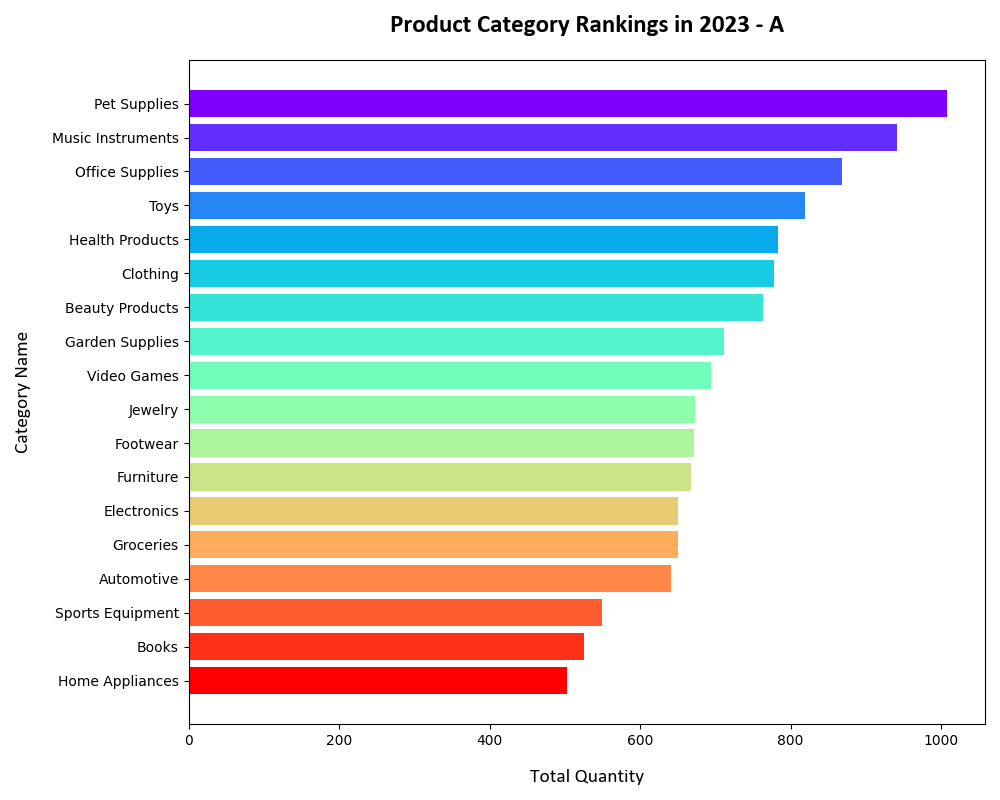 Product Category Rankings in 2023 - A
Category Name
Pet Supplies
Music Instruments
Office Supplies
Toys
Health Products
Clothing
Beauty Products
Garden Supplies
Video Games
Jewelry
Footwear
Furniture
Electronics
Groceries
Automotive
Sports Equipment
Books
Home Appliances
0 200 400 600 800 1000
Total Quantity